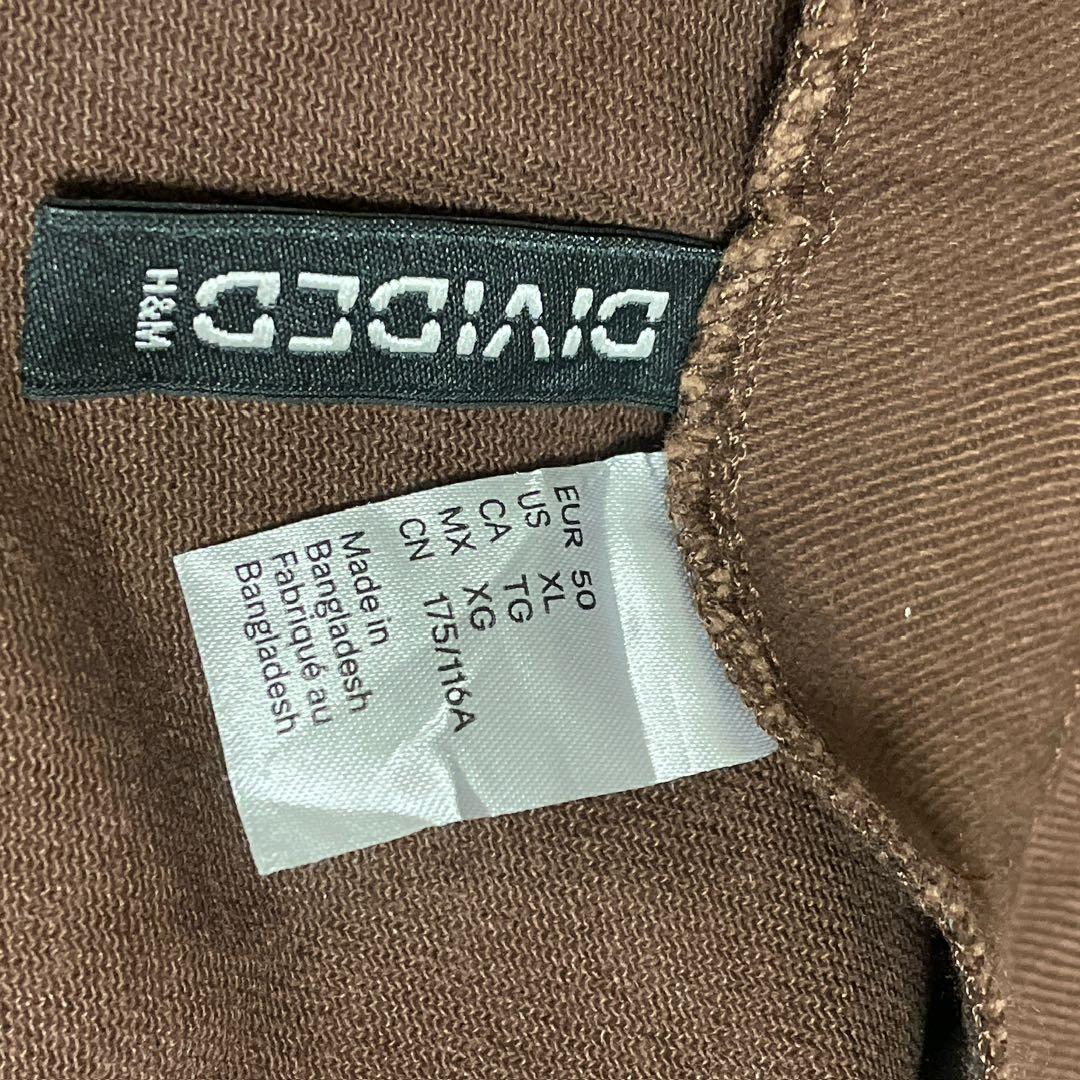 DIVIDED
H&M
EUR 50
US XL
CA TG
MX XG
CN 175/116A
Made in
Bangladesh
Fabriqué au
Bangladesh